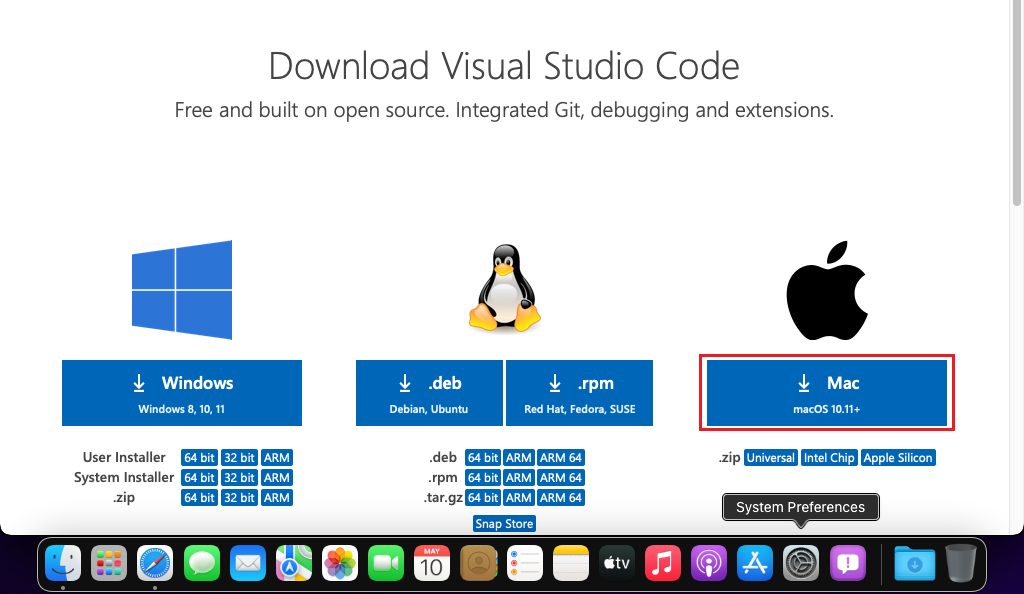 Download Visual Studio Code
Free and built on open source. Integrated Git, debugging and extensions.
Windows
Windows 8, 10, 11
User Installer 64 bit 32 bit ARM
System Installer 64 bit 32 bit ARM
.zip 64 bit 32 bit ARM
.deb
Debian, Ubuntu
.rpm
Red Hat, Fedora, SUSE
.deb 64 bit ARM ARM 64
.rpm 64 bit ARM ARM 64
.tar.gz 64 bit ARM ARM 64
Snap Store
Mac
macOS 10.11+
.zip Universal Intel Chip Apple Silicon
System Preferences
MAY
10
tv